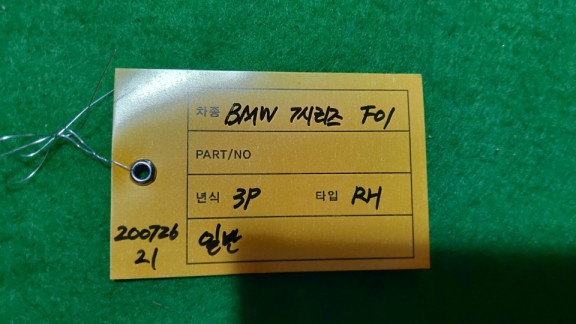 차종 BMW 7시리즈 F01
PART/NO
년식 3P 타입 RH
일반
200726
21